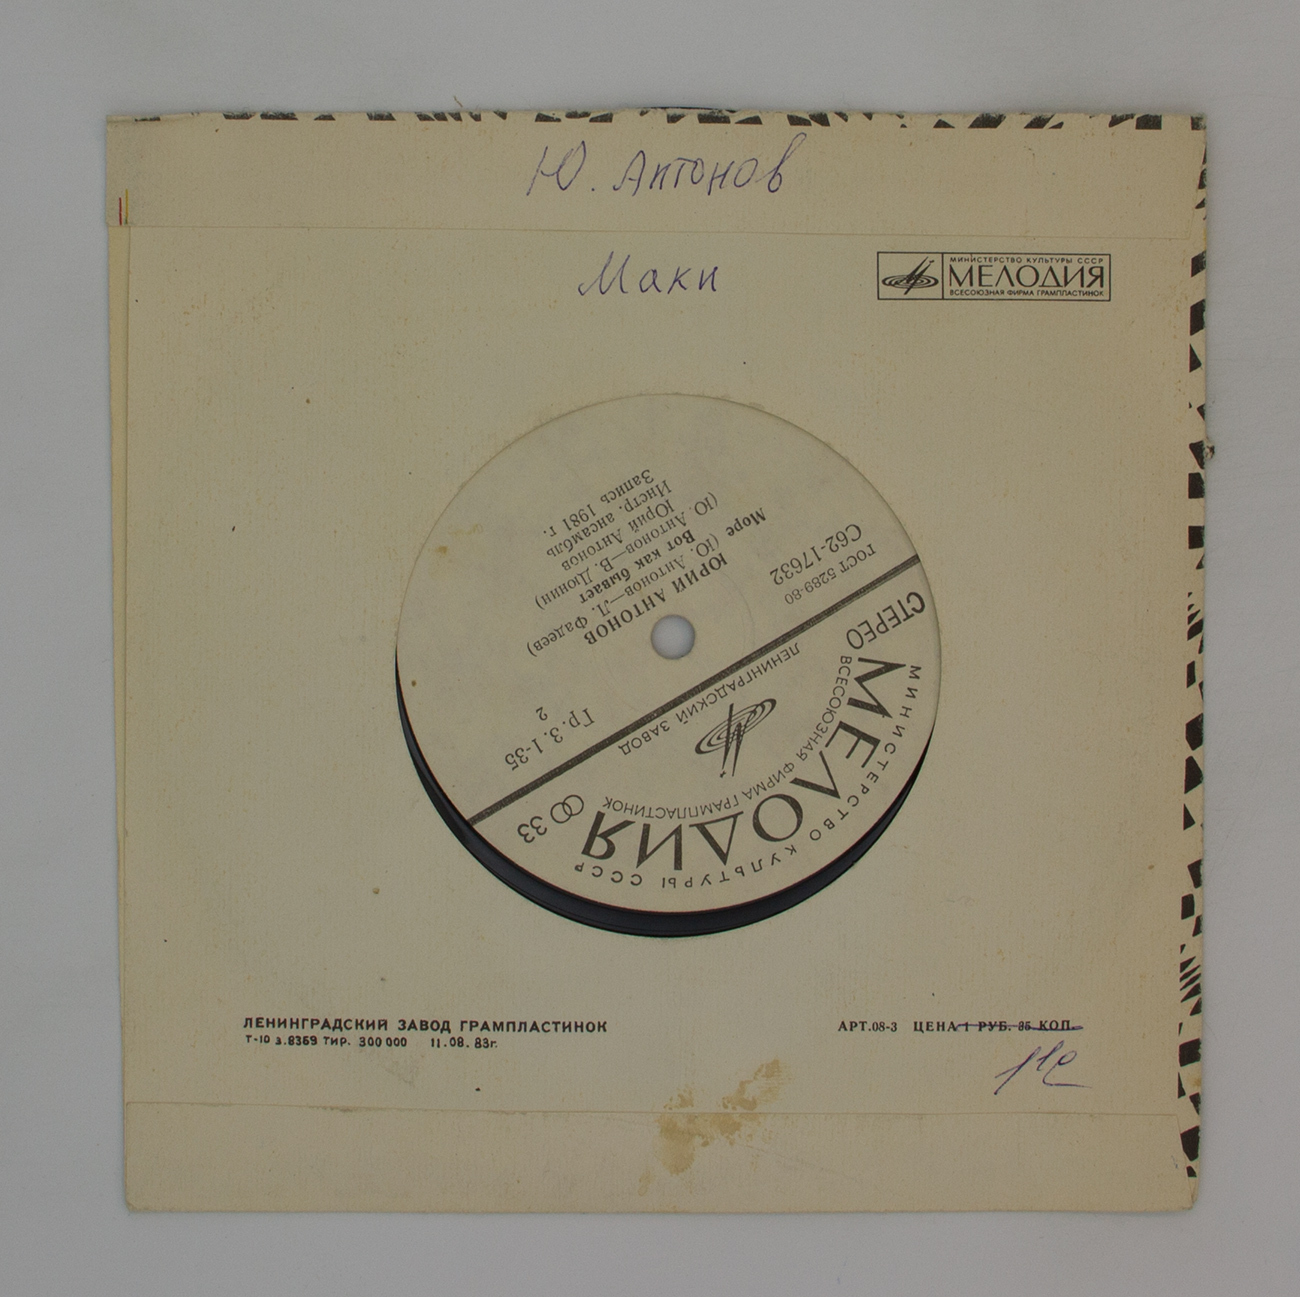 Ю. Антонов
Маки
МИНИСТЕРСТВО КУЛЬТУРЫ СССР
МЕЛОДИЯ
ВСЕСОЮЗНАЯ ФИРМА ГРАМПЛАСТИНОК
МИНИСТЕРСТВО КУЛЬТУРЫ СССР
МЕЛОДИЯ
ВСЕСОЮЗНАЯ ФИРМА ГРАМПЛАСТИНОК
СТЕРЕО
33
ЛЕНИНГРАДСКИЙ ЗАВОД
ГОСТ 5289-80
С62-17632
Гр. 3. 1-35
2
ЮРИЙ АНТОНОВ
Море (Ю. Антонов—Л. Фадеев)
Вот как бывает
(Ю. Антонов—В. Дюнин)
Юрий Антонов
Инстр. ансамбль
Запись 1981 г.
ЛЕНИНГРАДСКИЙ ЗАВОД ГРАМПЛАСТИНОК
Т-10 з.8369 ТИР. 300 000 11.08. 83г.
АРТ.08-3 ЦЕНА 1 РУБ. 85 КОП.